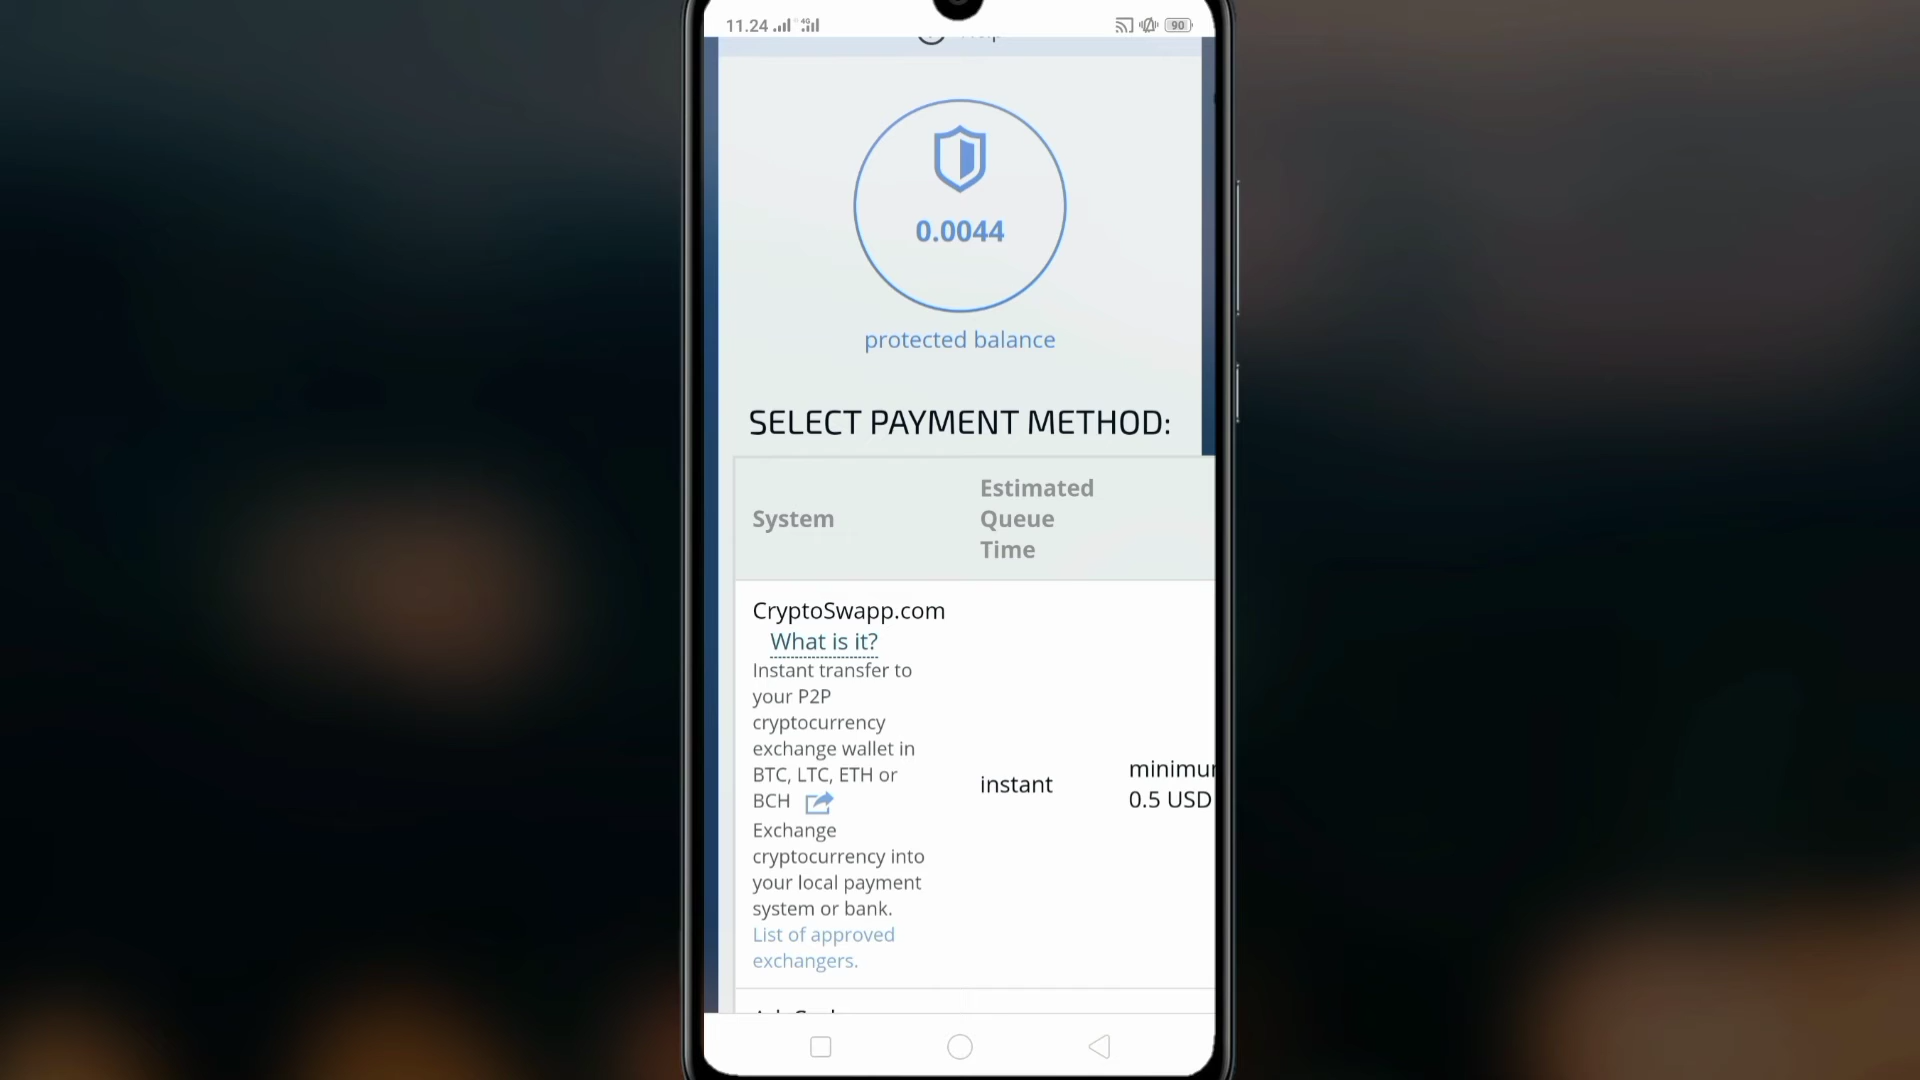 11.24 4G 90
0.0044
protected balance
SELECT PAYMENT METHOD:
System
Estimated
Queue
Time
CryptoSwapp.com
What is it?
Instant transfer to
your P2P
cryptocurrency
exchange wallet in
BTC, LTC, ETH or
BCH
Exchange
cryptocurrency into
your local payment
system or bank.
List of approved
exchangers.
instant
0.5 USD